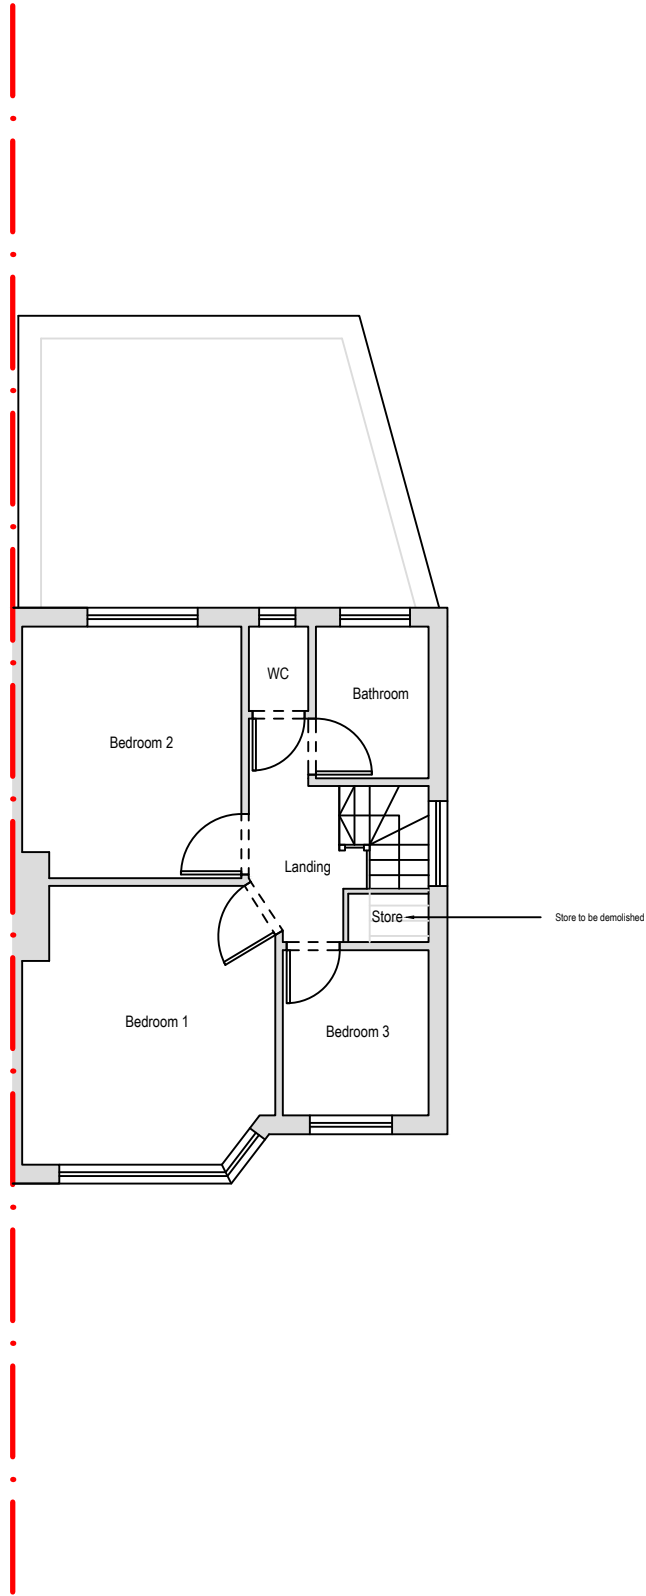 WC
Bathroom
Bedroom 2
Landing
Store
Store to be demolished
Bedroom 1
Bedroom 3